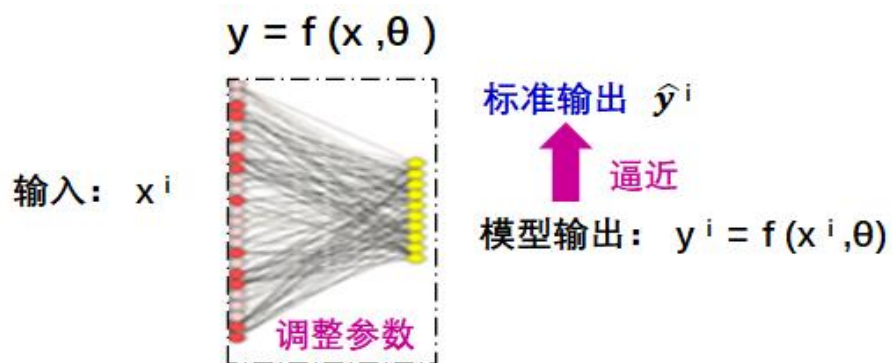 y = f (x ,θ )
标准输出 ŷ ⁱ
输入： x ⁱ
逼近
模型输出： y ⁱ = f (x ⁱ ,θ)
调整参数